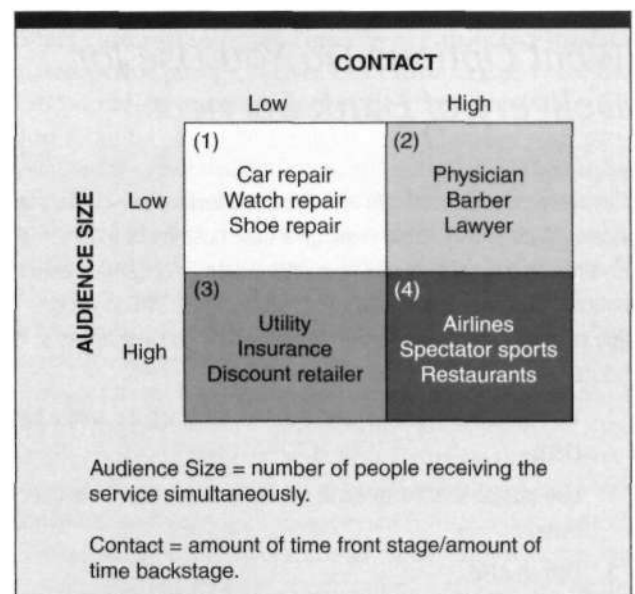 CONTACT
Low High
(1) (2)
Car repair Physician
Watch repair Barber
Shoe repair Lawyer
AUDIENCE SIZE
Low
(3) (4)
Utility Airlines
Insurance Spectator sports
Discount retailer Restaurants
High
Audience Size = number of people receiving the
service simultaneously.
Contact = amount of time front stage/amount of
time backstage.